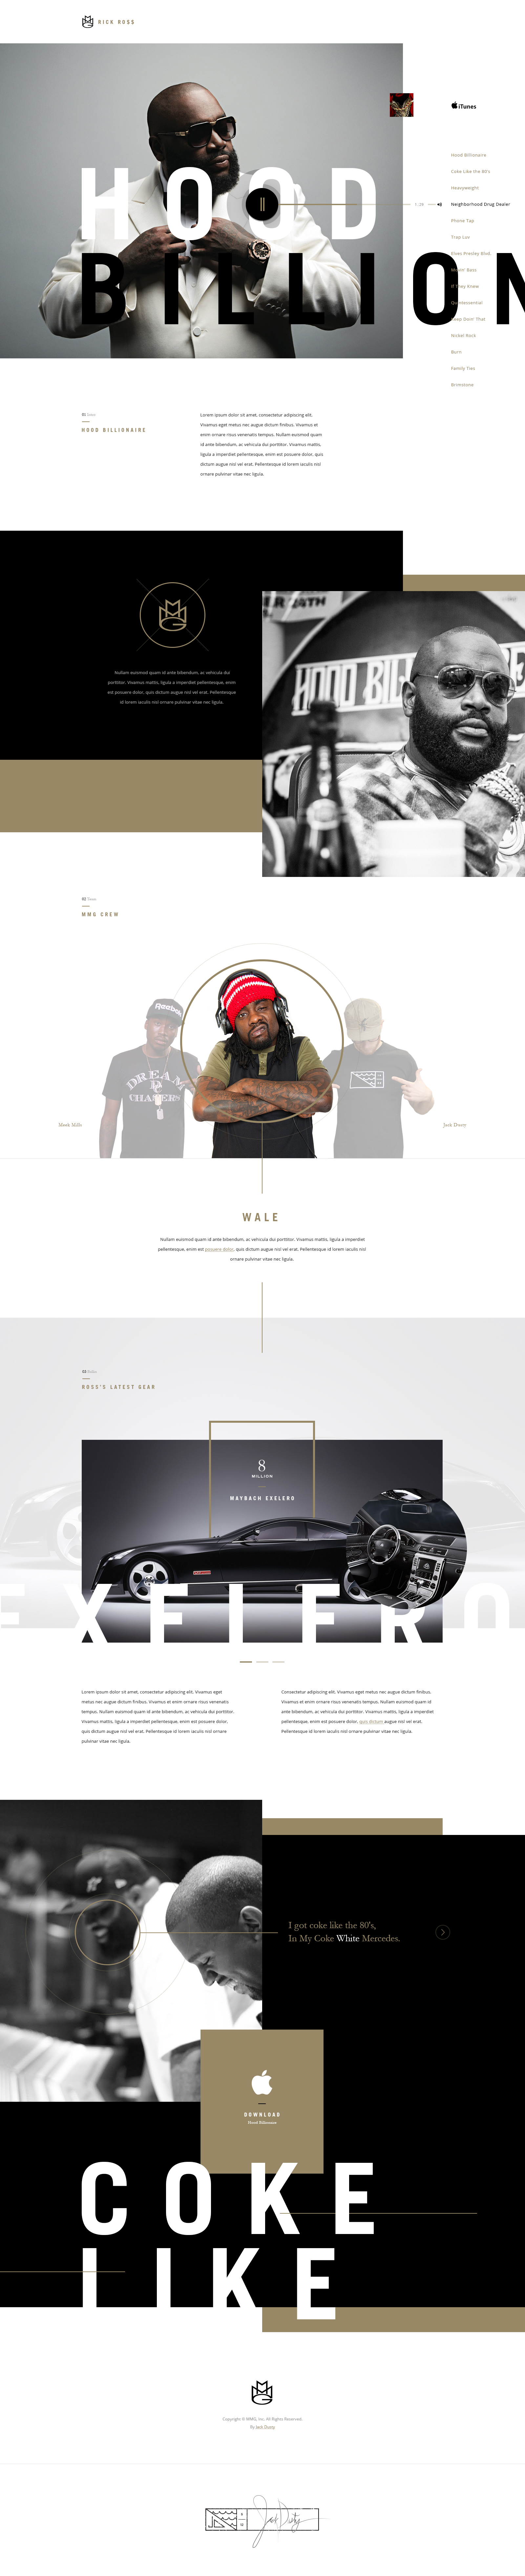 RICK ROSS
iTunes
HOOD
BILLION
1:28
Hood Billionaire
Coke Like the 80's
Heavyweight
Neighborhood Drug Dealer
Phone Tap
Trap Luv
Elvis Presley Blvd.
Movin' Bass
If They Knew
Quintessential
Keep Doin' That
Nickel Rock
Burn
Family Ties
Brimstone
01
HOOD BILLIONAIRE
Lorem ipsum dolor sit amet, consectetur adipiscing elit.
Vivamus eget metus nec augue dictum finibus. Vivamus et
enim ornare risus venenatis tempus. Nullam euismod quam
id ante bibendum, ac vehicula dui porttitor. Vivamus mattis,
ligula a imperdiet pellentesque, enim est posuere dolor, quis
dictum augue nisl vel erat. Pellentesque id lorem iaculis nisl
ornare pulvinar vitae nec ligula.
Nullam euismod quam id ante bibendum, ac vehicula dui
porttitor. Vivamus mattis, ligula a imperdiet pellentesque, enim
est posuere dolor, quis dictum augue nisl vel erat. Pellentesque
id lorem iaculis nisl ornare pulvinar vitae nec ligula.
ER 24TH
HOOD BILL
02
MMG CREW
Reebok
DREAM
CHASERS
Meek Mills
Jack Dusty
WALE
Nullam euismod quam id ante bibendum, ac vehicula dui porttitor. Vivamus mattis, ligula a imperdiet
pellentesque, enim est posuere dolor, quis dictum augue nisl vel erat. Pellentesque id lorem iaculis nisl
ornare pulvinar vitae nec ligula.
03
ROSS'S LATEST GEAR
8
MILLION
MAYBACH EXELERO
EXELERO
Lorem ipsum dolor sit amet, consectetur adipiscing elit. Vivamus eget
metus nec augue dictum finibus. Vivamus et enim ornare risus venenatis
tempus. Nullam euismod quam id ante bibendum, ac vehicula dui porttitor.
Vivamus mattis, ligula a imperdiet pellentesque, enim est posuere dolor,
quis dictum augue nisl vel erat. Pellentesque id lorem iaculis nisl ornare
pulvinar vitae nec ligula.
Consectetur adipiscing elit. Vivamus eget metus nec augue dictum finibus.
Vivamus et enim ornare risus venenatis tempus. Nullam euismod quam id
ante bibendum, ac vehicula dui porttitor. Vivamus mattis, ligula a imperdiet
pellentesque, enim est posuere dolor, quis dictum augue nisl vel erat.
Pellentesque id lorem iaculis nisl ornare pulvinar vitae nec ligula.
I got coke like the 80's,
In My Coke White Mercedes.
DOWNLOAD
Hood Billionaire
COKE
LIKE
Copyright © MMG, Inc. All Rights Reserved.
By Jack Dusty